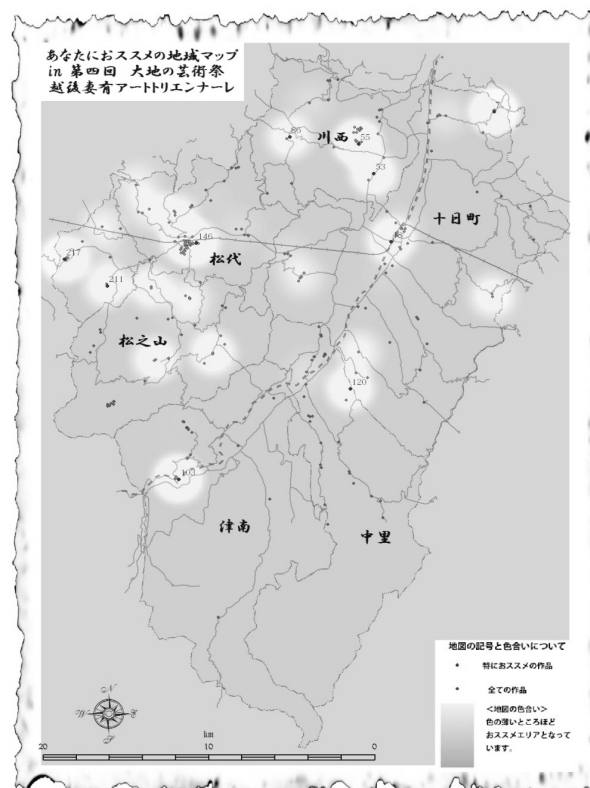 あなたにおススメの地域マップ
in 第四回 大地の芸術祭
越後妻有アートトリエンナーレ
川西
55
53
十日町
146
松代
217
211
松之山
120
津南
中里
地図の記号と色合いについて
特におススメの作品
全ての作品
＜地図の色合い＞
色の薄いところほど
おススメエリアとなって
います。
N
W
E
S
km
20
10
0